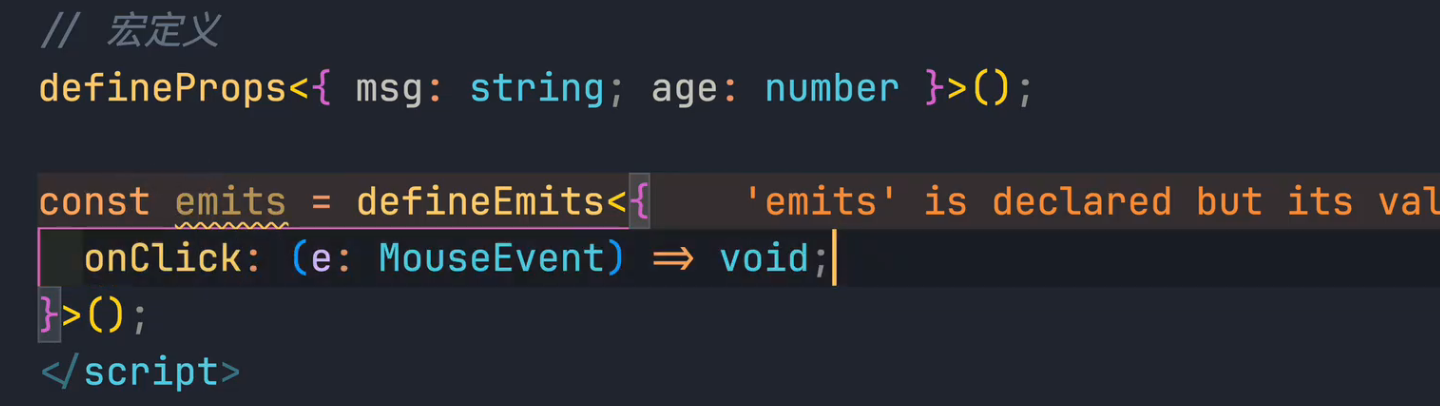 // 宏定义
defineProps<{ msg: string; age: number }>();
const emits = defineEmits<{ 'emits' is declared but its val
onClick: (e: MouseEvent) => void;
}>();
</script>